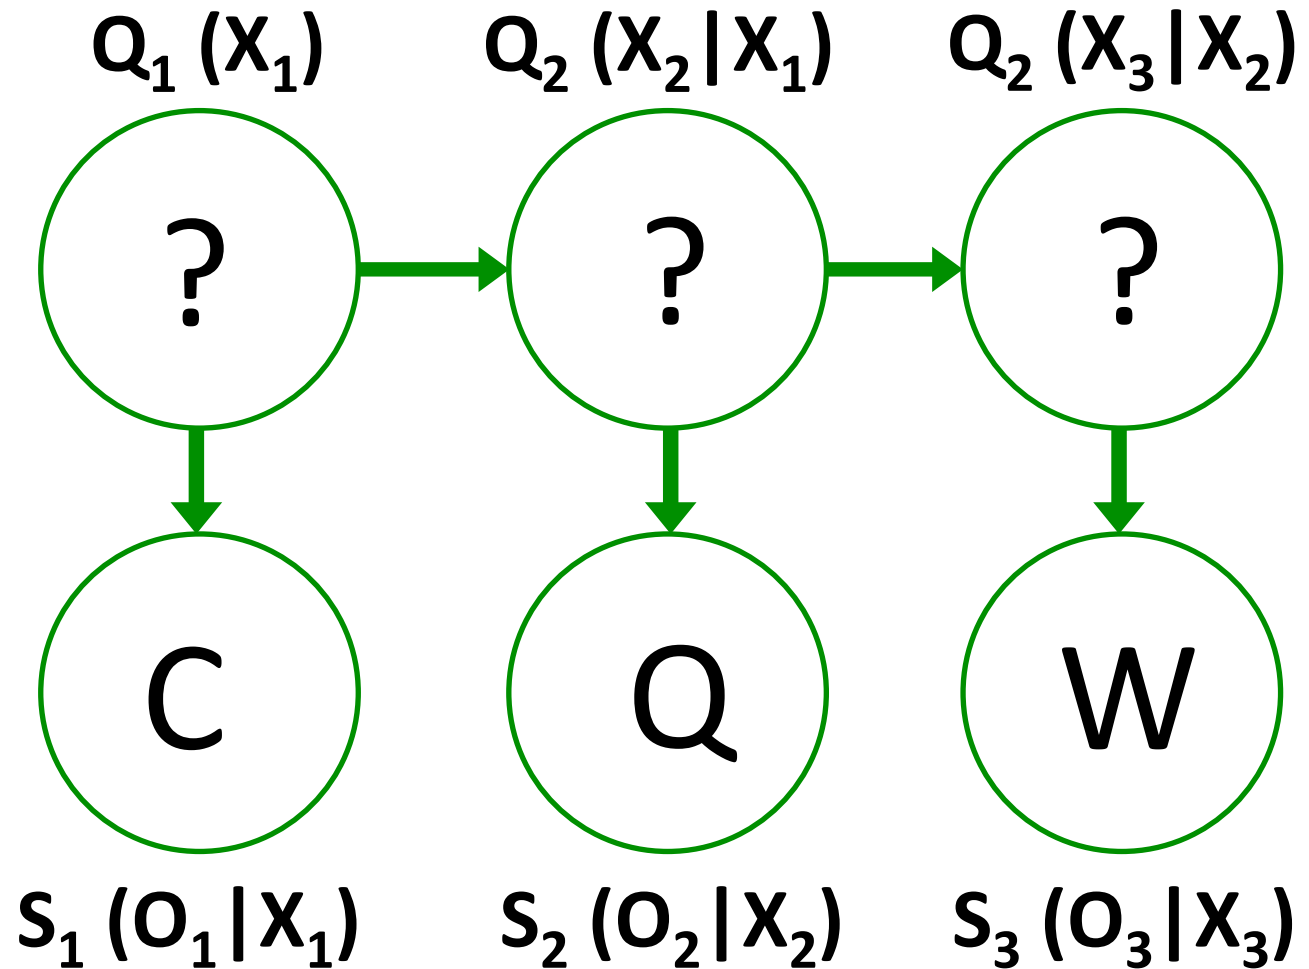 Q₁ (X₁) Q₂ (X₂|X₁) Q₂ (X₃|X₂)
? ? ?
C Q W
S₁ (O₁|X₁) S₂ (O₂|X₂) S₃ (O₃|X₃)